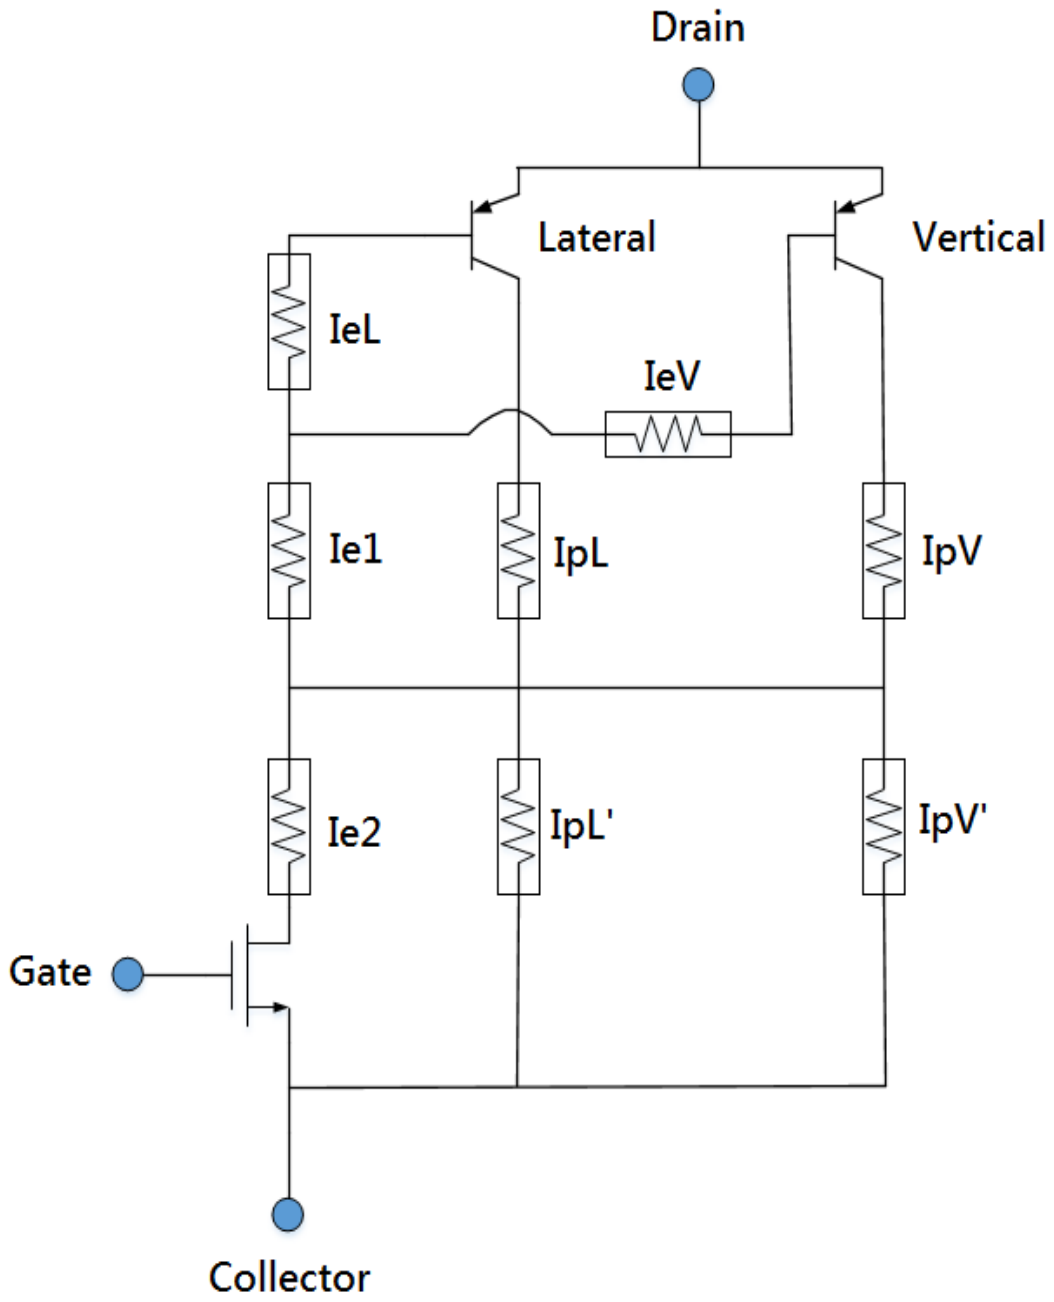 Drain
Lateral
Vertical
IeL
IeV
Ie1
IpL
IpV
Ie2
IpL'
IpV'
Gate
Collector